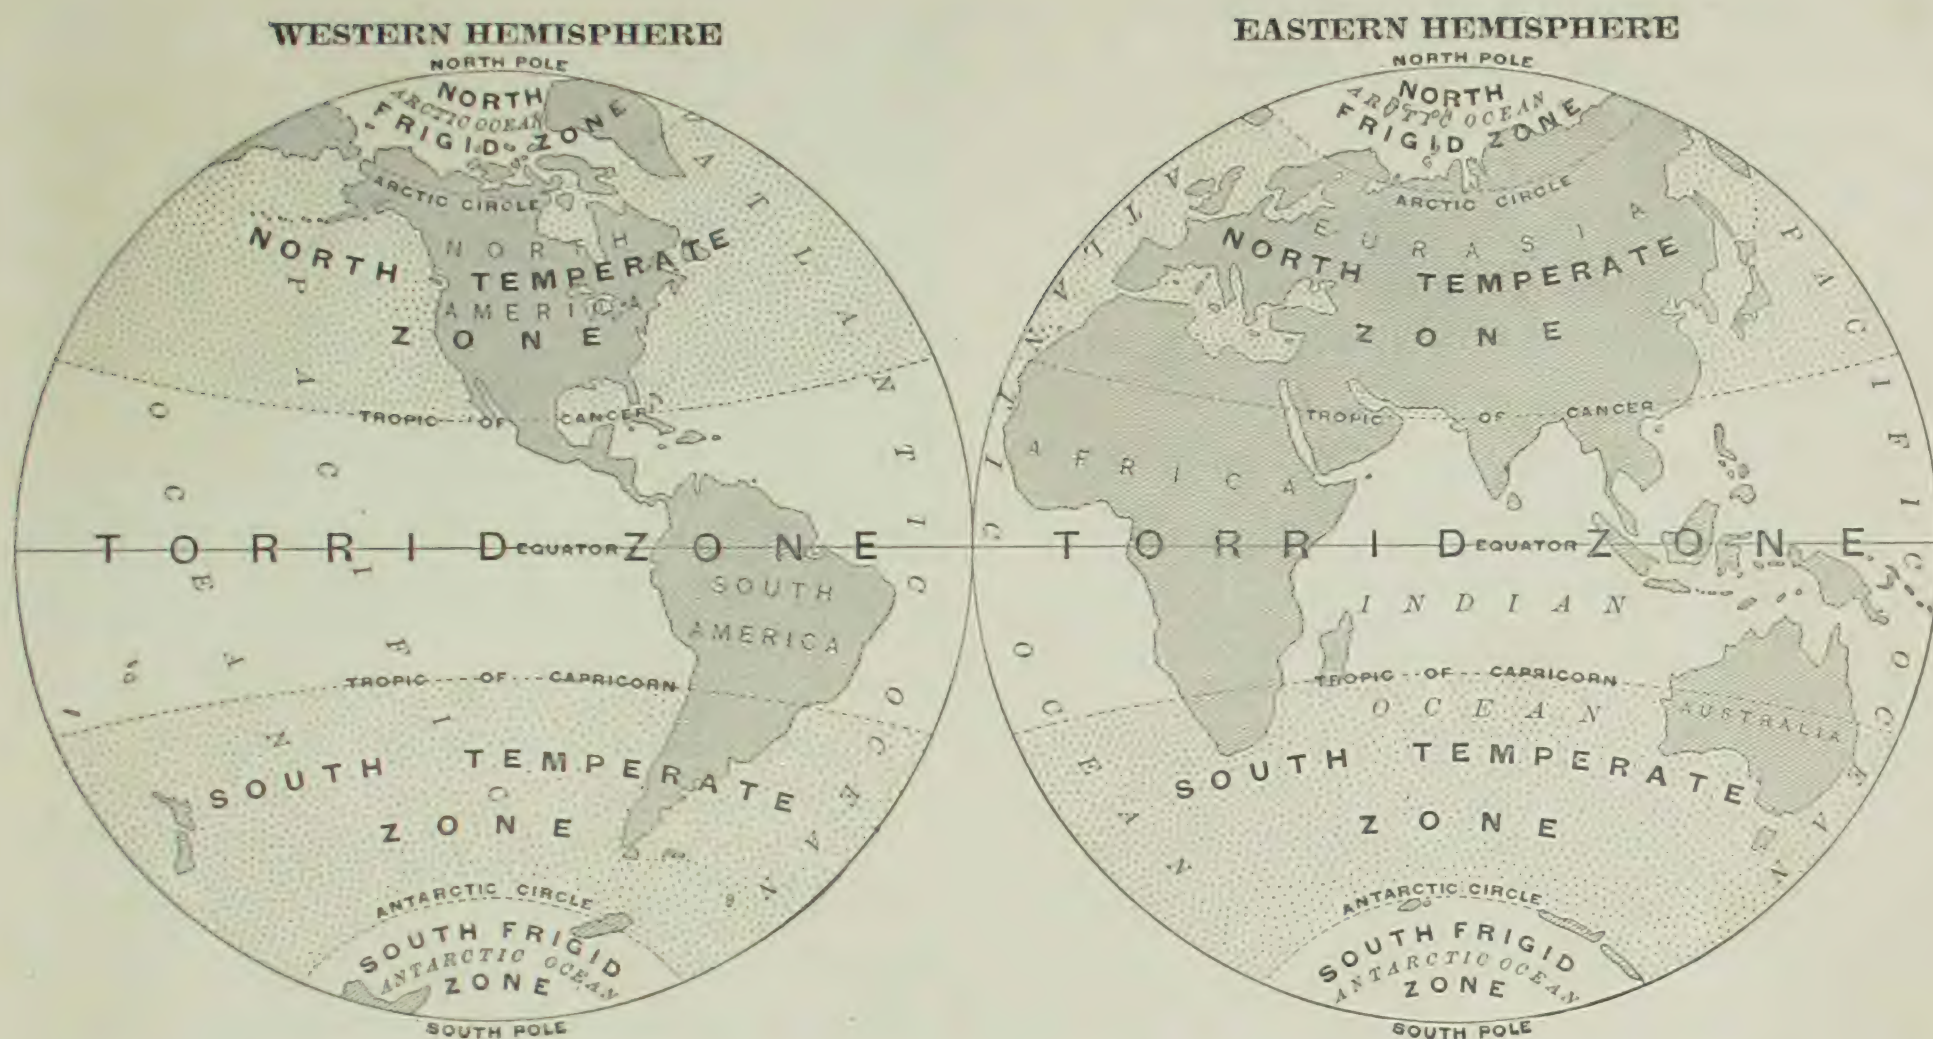 WESTERN HEMISPHERE
NORTH POLE
NORTH
ARCTIC OCEAN
FRIGID ZONE
ARCTIC CIRCLE
NORTH
NORTH TEMPERATE
AMERICA
ZONE
TROPIC OF CANCER
TORRID ZONE
EQUATOR
SOUTH
AMERICA
TROPIC OF CAPRICORN
SOUTH TEMPERATE
ZONE
ANTARCTIC CIRCLE
SOUTH FRIGID
ANTARCTIC OCEAN
ZONE
SOUTH POLE
PACIFIC
OCEAN
ATLANTIC OCEAN
EASTERN HEMISPHERE
NORTH POLE
NORTH
ARCTIC OCEAN
FRIGID ZONE
ARCTIC CIRCLE
EURASIA
NORTH TEMPERATE
ZONE
TROPIC OF CANCER
AFRICA
TORRID ZONE
EQUATOR
INDIAN
TROPIC OF CAPRICORN
OCEAN
AUSTRALIA
SOUTH TEMPERATE
ZONE
ANTARCTIC CIRCLE
SOUTH FRIGID
ANTARCTIC OCEAN
ZONE
SOUTH POLE
ATLANTIC OCEAN
PACIFIC OCEAN